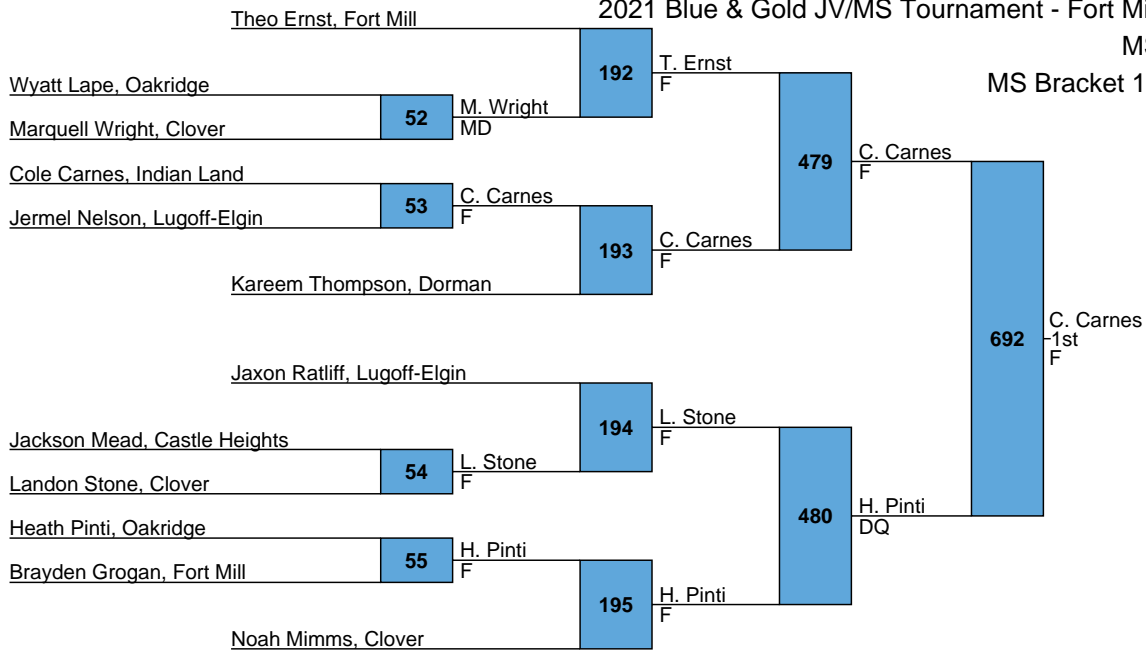 2021 Blue & Gold JV/MS Tournament - Fort Mi
MS
MS Bracket 1
Theo Ernst, Fort Mill
192
T. Ernst
F
Wyatt Lape, Oakridge
52
M. Wright
MD
Marquell Wright, Clover
479
C. Carnes
F
Cole Carnes, Indian Land
53
C. Carnes
F
Jermel Nelson, Lugoff-Elgin
193
C. Carnes
F
Kareem Thompson, Dorman
692
C. Carnes
1st
F
Jaxon Ratliff, Lugoff-Elgin
194
L. Stone
F
Jackson Mead, Castle Heights
54
L. Stone
F
Landon Stone, Clover
480
H. Pinti
DQ
Heath Pinti, Oakridge
55
H. Pinti
F
Brayden Grogan, Fort Mill
195
H. Pinti
F
Noah Mimms, Clover